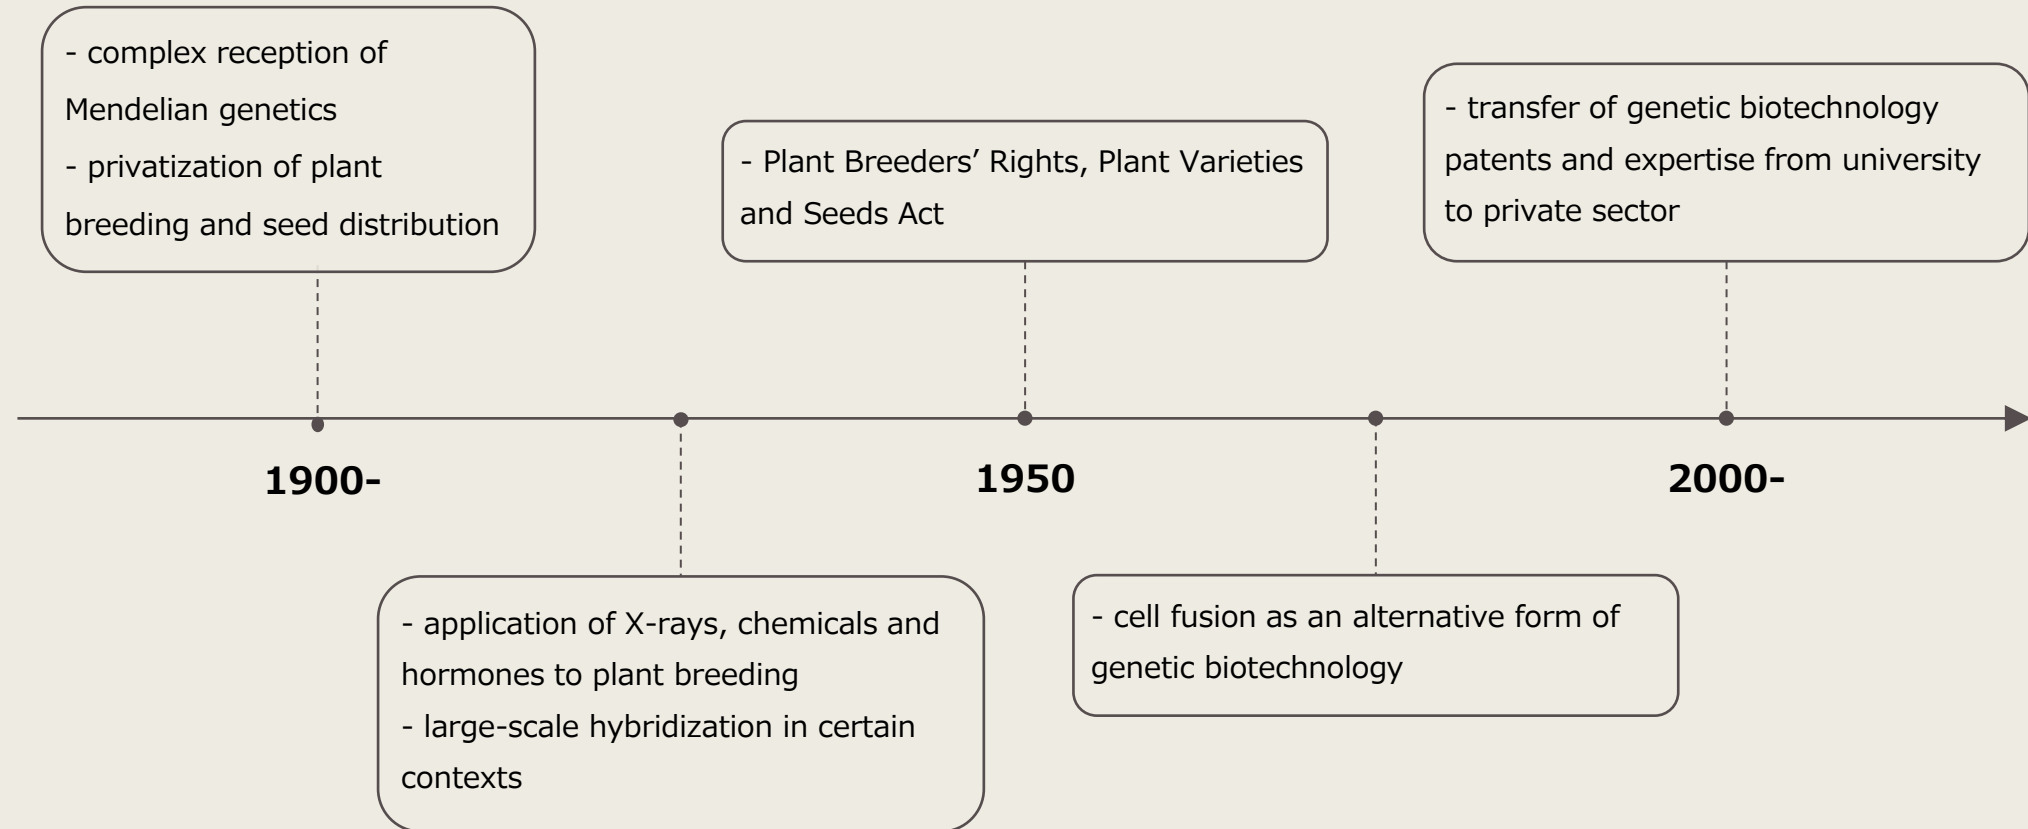 - complex reception of
Mendelian genetics
- privatization of plant
breeding and seed distribution
- Plant Breeders’ Rights, Plant Varieties
and Seeds Act
- transfer of genetic biotechnology
patents and expertise from university
to private sector
1900-
1950
2000-
- application of X-rays, chemicals and
hormones to plant breeding
- large-scale hybridization in certain
contexts
- cell fusion as an alternative form of
genetic biotechnology